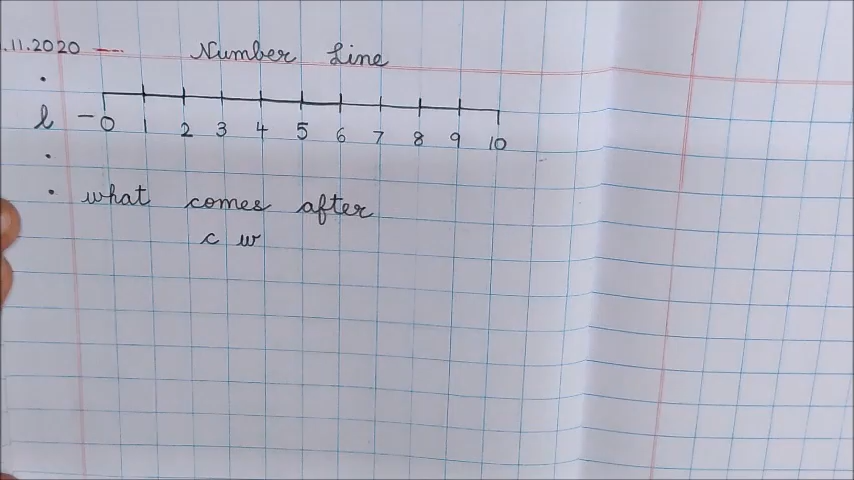 .11.2020 Number Line
l - 0 1 2 3 4 5 6 7 8 9 10
what comes after
c w